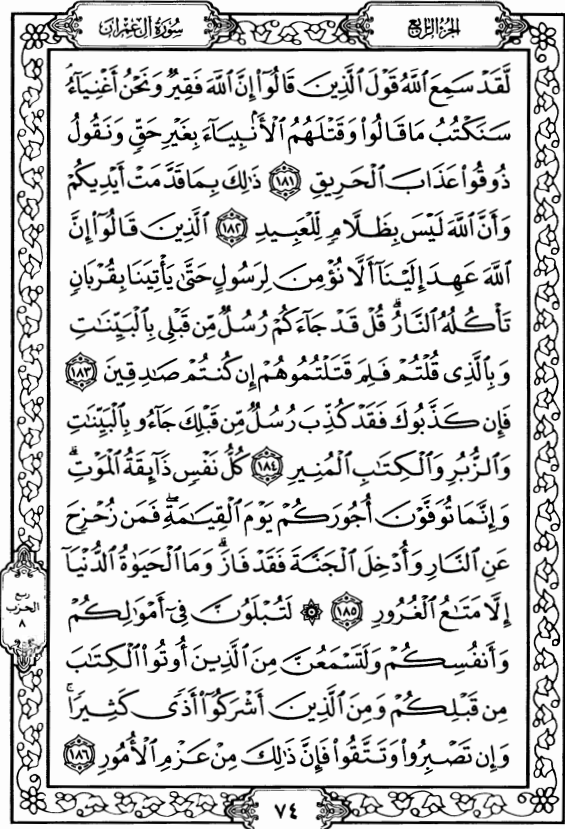 الجزء الرابع
سورة آل عمران
لَّقَدْ سَمِعَ ٱللَّهُ قَوْلَ ٱلَّذِينَ قَالُوٓا۟ إِنَّ ٱللَّهَ فَقِيرٌ وَنَحْنُ أَغْنِيَآءُ
سَنَكْتُبُ مَا قَالُوا۟ وَقَتْلَهُمُ ٱلْأَنۢبِيَآءَ بِغَيْرِ حَقٍّ وَنَقُولُ
ذُوقُوا۟ عَذَابَ ٱلْحَرِيقِ ١٨١ ذَٰلِكَ بِمَا قَدَّمَتْ أَيْدِيكُمْ
وَأَنَّ ٱللَّهَ لَيْسَ بِظَلَّامٍ لِّلْعَبِيدِ ١٨٢ ٱلَّذِينَ قَالُوٓا۟ إِنَّ
ٱللَّهَ عَهِدَ إِلَيْنَآ أَلَّا نُؤْمِنَ لِرَسُولٍ حَتَّىٰ يَأْتِيَنَا بِقُرْبَانٍ
تَأْكُلُهُ ٱلنَّارُ ۗ قُلْ قَدْ جَآءَكُمْ رُسُلٌ مِّن قَبْلِى بِٱلْبَيِّنَٰتِ
وَبِٱلَّذِى قُلْتُمْ فَلِمَ قَتَلْتُمُوهُمْ إِن كُنتُمْ صَٰدِقِينَ ١٨٣
فَإِن كَذَّبُوكَ فَقَدْ كُذِّبَ رُسُلٌ مِّن قَبْلِكَ جَآءُو بِٱلْبَيِّنَٰتِ
وَٱلزُّبُرِ وَٱلْكِتَٰبِ ٱلْمُنِيرِ ١٨٤ كُلُّ نَفْسٍ ذَآئِقَةُ ٱلْمَوْتِ ۗ
وَإِنَّمَا تُوَفَّوْنَ أُجُورَكُمْ يَوْمَ ٱلْقِيَٰمَةِ ۖ فَمَن زُحْزِحَ
عَنِ ٱلنَّارِ وَأُدْخِلَ ٱلْجَنَّةَ فَقَدْ فَازَ ۗ وَمَا ٱلْحَيَوٰةُ ٱلدُّنْيَآ
إِلَّا مَتَٰعُ ٱلْغُرُورِ ١٨٥ ۞ لَتُبْلَوُنَّ فِىٓ أَمْوَٰلِكُمْ
وَأَنفُسِكُمْ وَلَتَسْمَعُنَّ مِنَ ٱلَّذِينَ أُوتُوا۟ ٱلْكِتَٰبَ
مِن قَبْلِكُمْ وَمِنَ ٱلَّذِينَ أَشْرَكُوٓا۟ أَذًى كَثِيرًا ۚ
وَإِن تَصْبِرُوا۟ وَتَتَّقُوا۟ فَإِنَّ ذَٰلِكَ مِنْ عَزْمِ ٱلْأُمُورِ ١٨٦
ربع
الحزب
٨
٧٤